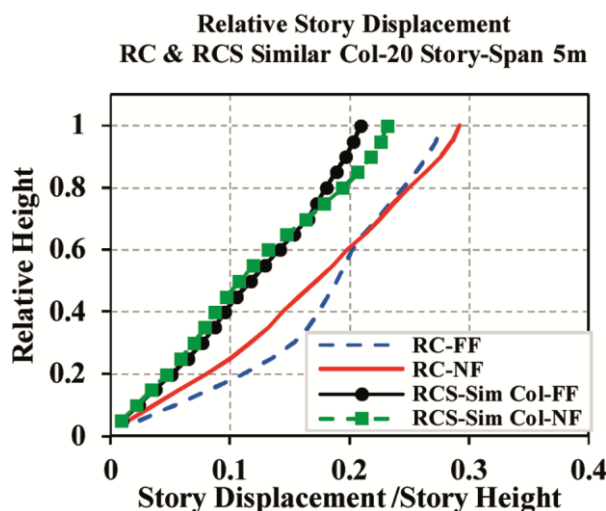 Relative Story Displacement
RC & RCS Similar Col-20 Story-Span 5m
Relative Height
1
0.8
0.6
0.4
0.2
0
0
0.1
0.2
0.3
0.4
RC-FF
RC-NF
RCS-Sim Col-FF
RCS-Sim Col-NF
Story Displacement /Story Height